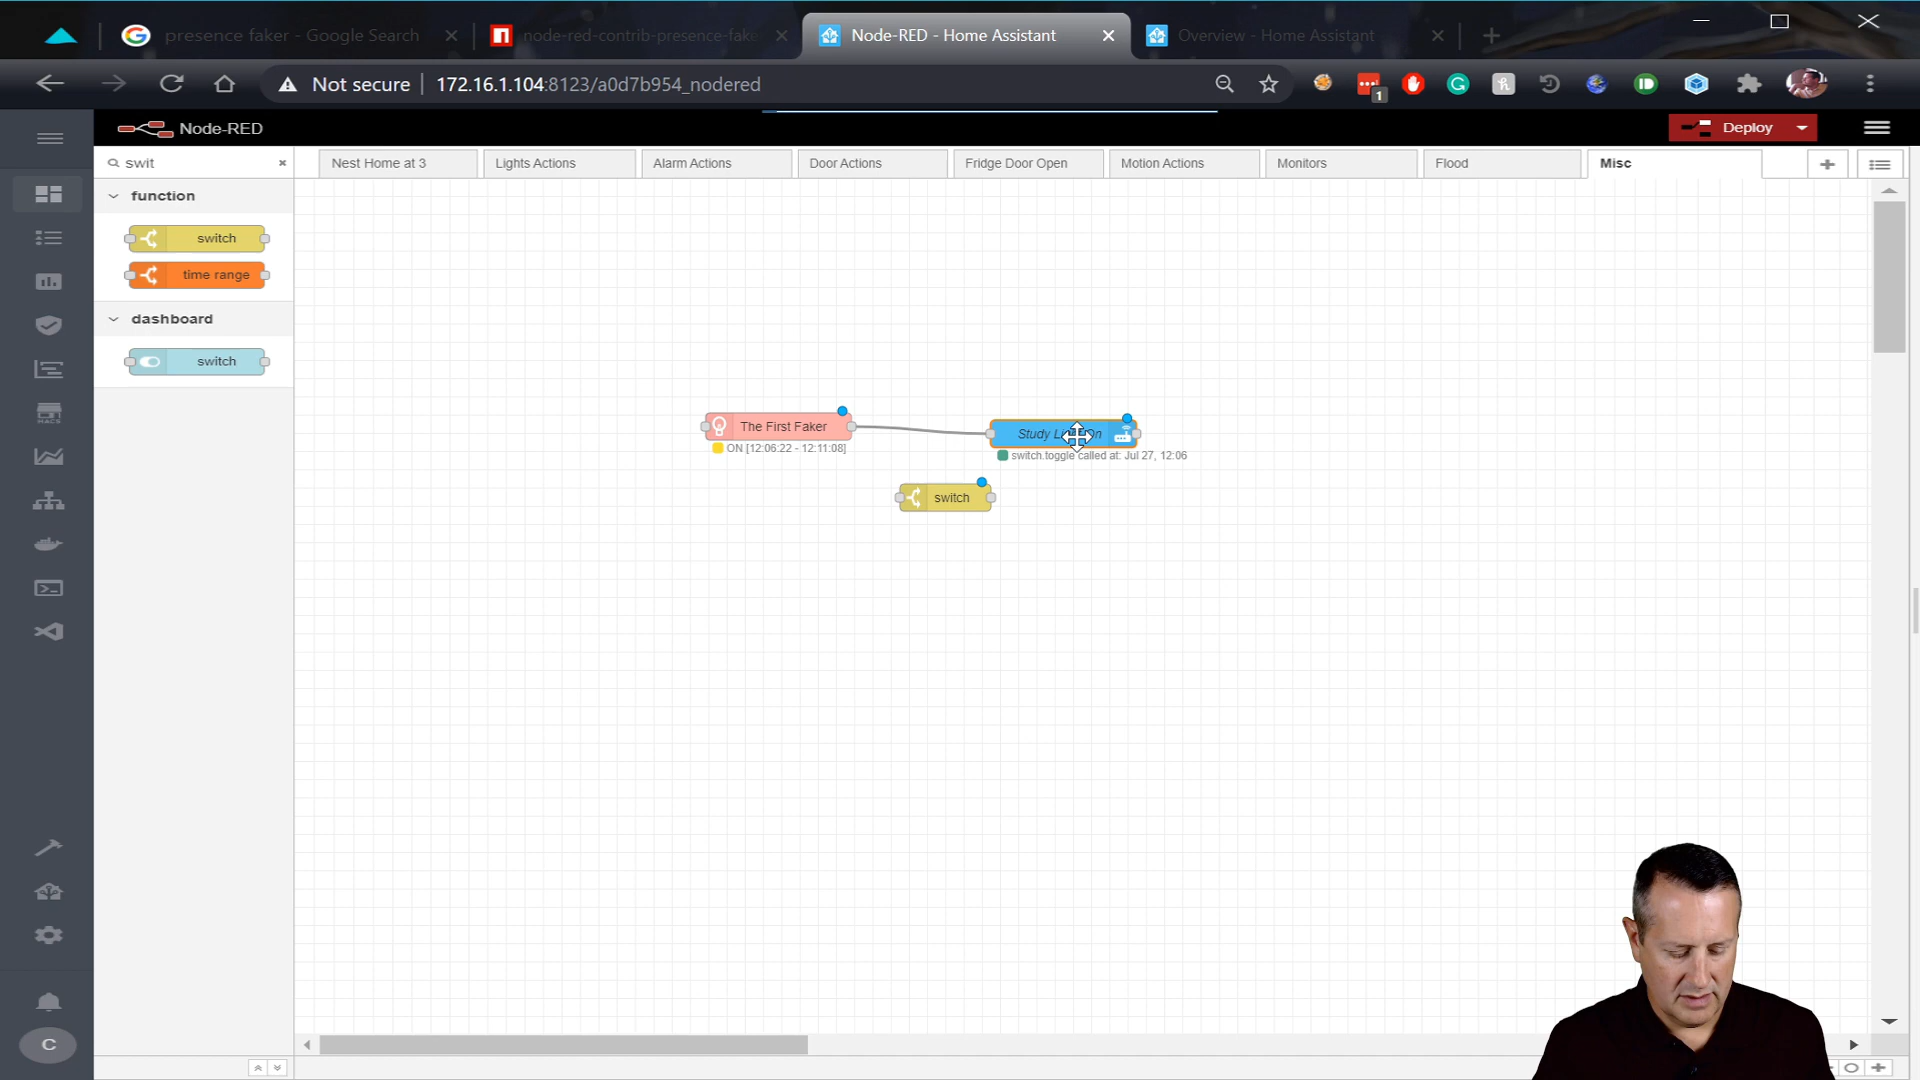 presence faker - Google Search
node-red-contrib-presence-fake
Node-RED - Home Assistant
Overview - Home Assistant
Not secure
172.16.1.104:8123/a0d7b954_nodered
1
Node-RED
Deploy
swit
Nest Home at 3
Lights Actions
Alarm Actions
Door Actions
Fridge Door Open
Motion Actions
Monitors
Flood
Misc
function
switch
time range
dashboard
switch
The First Faker
ON [12:06:22 - 12:11:08]
Study
switch.toggle called at: Jul 27, 12:06
switch
HACS
C